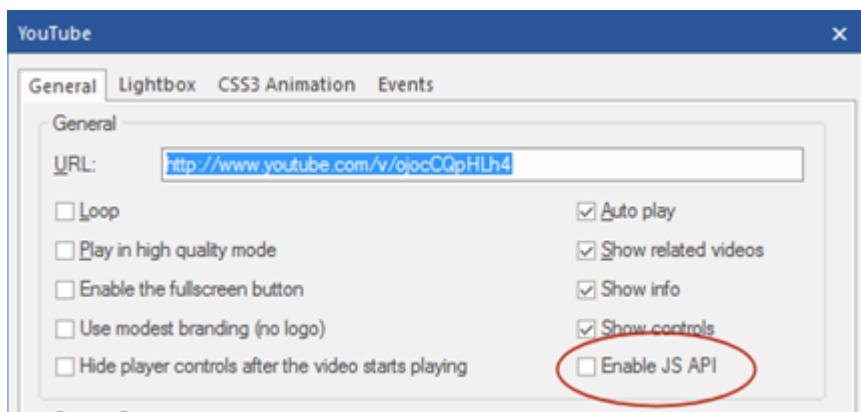 YouTube
General Lightbox CSS3 Animation Events
General
URL: http://www.youtube.com/v/ojocCQpHLh4
Loop Auto play
Play in high quality mode Show related videos
Enable the fullscreen button Show info
Use modest branding (no logo) Show controls
Hide player controls after the video starts playing Enable JS API